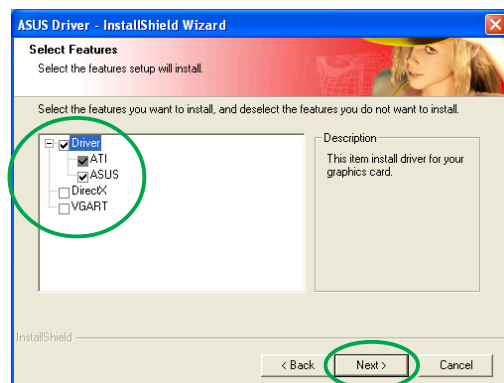 ASUS Driver - InstallShield Wizard
Select Features
Select the features setup will install.
Select the features you want to install, and deselect the features you do not want to install.
Driver
ATI
ASUS
DirectX
VGART
Description
This item install driver for your
graphics card.
InstallShield
< Back
Next >
Cancel